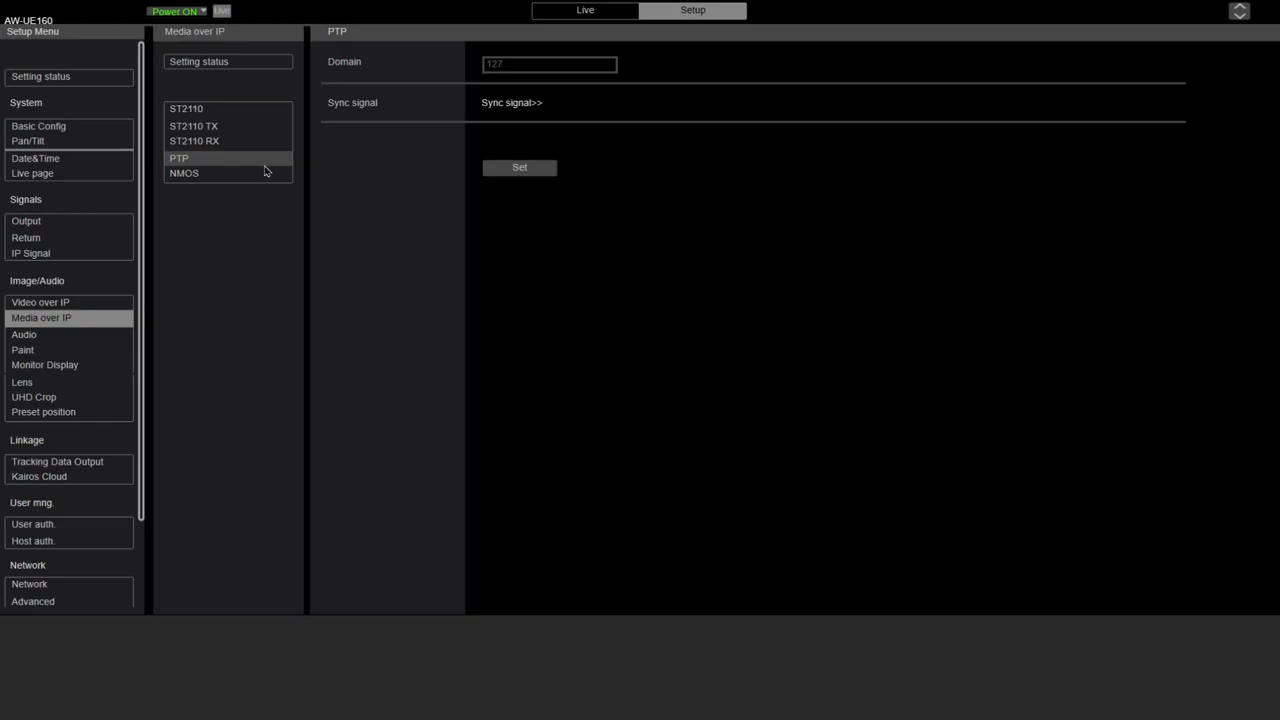 AW-UE160
Power ON
Live
Live
Setup
Setup Menu
Setting status
System
Basic Config
Pan/Tilt
Date&Time
Live page
Signals
Output
Return
IP Signal
Image/Audio
Video over IP
Media over IP
Audio
Paint
Monitor Display
Lens
UHD Crop
Preset position
Linkage
Tracking Data Output
Kairos Cloud
User mng.
User auth.
Host auth.
Network
Network
Advanced
Media over IP
Setting status
ST2110
ST2110 TX
ST2110 RX
PTP
NMOS
PTP
Domain
127
Sync signal
Sync signal>>
Set